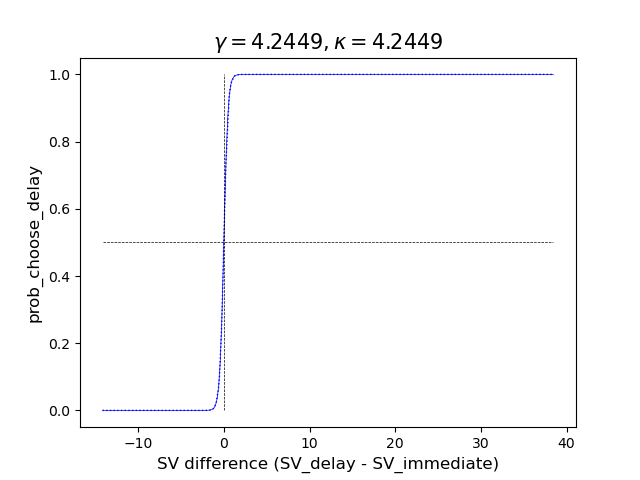 γ = 4.2449, κ = 4.2449
1.0
0.8
0.6
0.4
0.2
0.0
prob_choose_delay
−10 0 10 20 30 40
SV difference (SV_delay - SV_immediate)